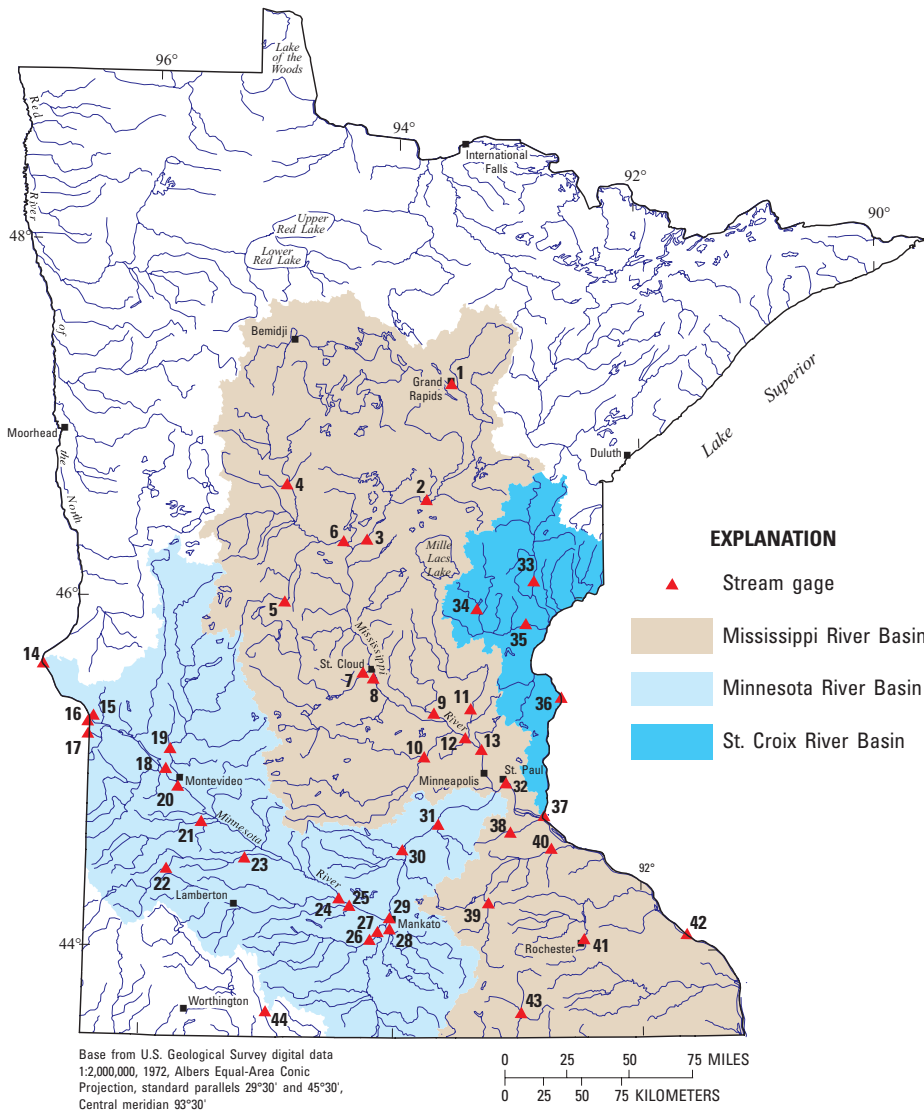 Lake
of the
Woods
96°
Red
River
of
the
North
94°
International
Falls
92°
90°
48°
Upper
Red Lake
Lower
Red Lake
Bemidji
1
Grand
Rapids
Lake Superior
Moorhead
Duluth
4
2
6
3
Mille
Lacs
Lake
EXPLANATION
33
Stream gage
46°
34
5
35
Mississippi River Basin
Mississippi
River
14
St. Cloud
7
8
Minnesota River Basin
36
9
11
15
16
17
12
13
St. Croix River Basin
19
10
18
Montevideo
Minneapolis
St. Paul
20
32
37
21
Minnesota
River
31
38
23
30
40
22
92°
Lamberton
24
25
39
29
27
Mankato
42
26
28
44°
Rochester
41
Worthington
43
44
Base from U.S. Geological Survey digital data
1:2,000,000, 1972, Albers Equal-Area Conic
Projection, standard parallels 29°30' and 45°30',
Central meridian 93°30'
0 25 50 75 MILES
0 25 50 75 KILOMETERS